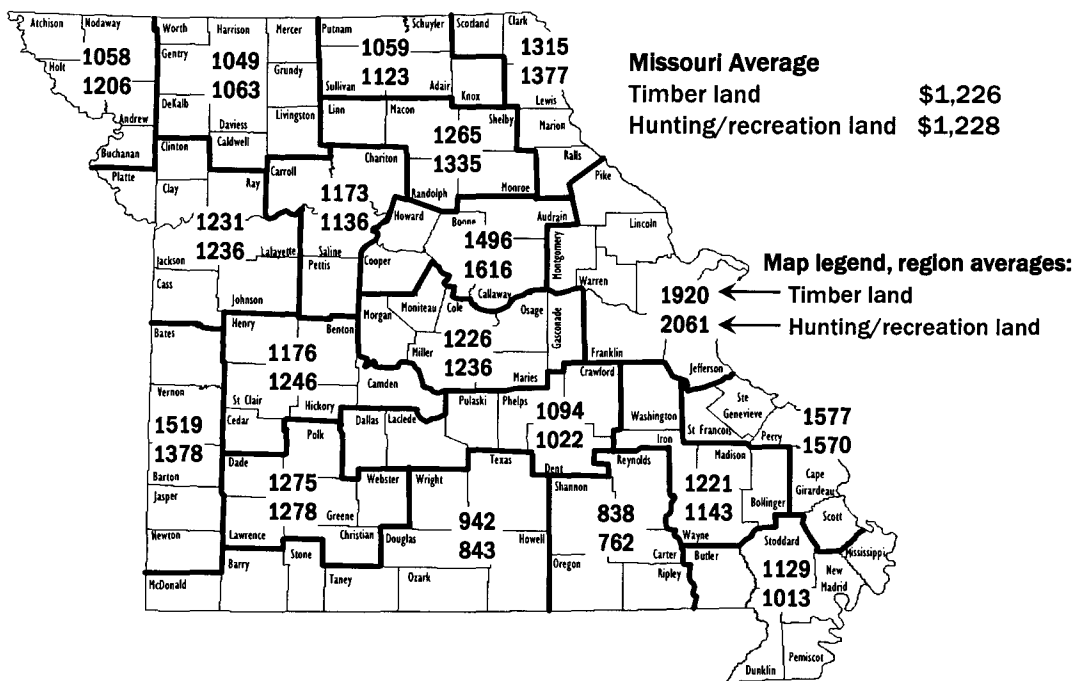 Atchison Nodaway Worth Harrison Mercer Putnam Schuyler Scotland Clark
1058 1049 1059 1315
Gentry
Holt Grundy
1206 1063 1123 1377
Sullivan Adair Knox
DeKalb Lewis
Andrew Daviess Livingston Linn Macon Shelby Marion
1265
Buchanan Clinton Caldwell Chariton Ralls
1335
Platte Carroll Pike
Clay Ray Randolph Monroe
1173
Howard Boone Audrain
1231 1136 Lincoln
1496
1236 Lafayette Saline Montgomery
Jackson Pettis Cooper 1616
Cass Callaway Warren
Johnson Morgan Moniteau Cole Osage Gasconade
Bates Henry Benton
1226
1176 Miller Franklin
1236
1246 Camden Maries Crawford Jefferson
Vernon St Clair Hickory Pulaski Phelps Ste Genevieve
1519 Cedar Dallas Laclede 1094 Washington St Francois 1577
Polk 1022 Iron Perry 1570
1378 Dade Texas Dent Reynolds Madison
Barton 1275 Webster Wright Shannon 1221 Cape Girardeau
Jasper 1278 Greene 838 1143 Bollinger Scott
942
Newton Lawrence Christian Douglas Howell 762 Wayne Stoddard Mississippi
843
Barry Stone Oregon Carter Butler
McDonald Taney Ozark Ripley 1129 New Madrid
1013
Pemiscot
Dunklin
Missouri Average
Timber land $1,226
Hunting/recreation land $1,228
Map legend, region averages:
1920 Timber land
2061 Hunting/recreation land